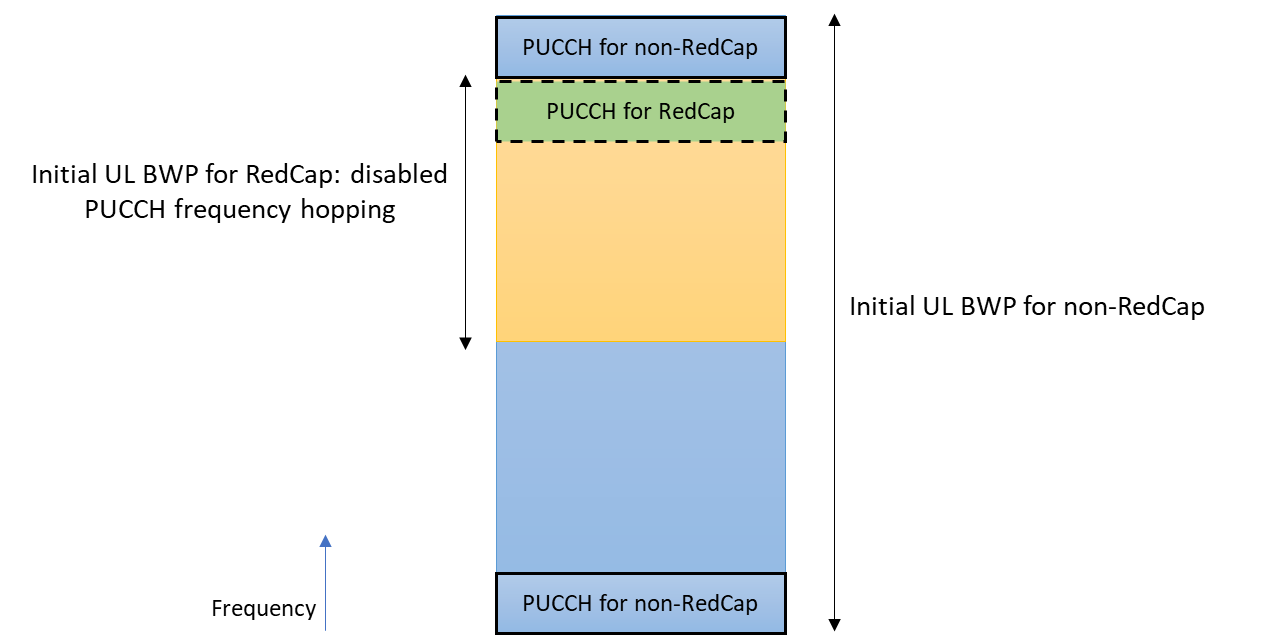 PUCCH for non-RedCap
PUCCH for RedCap
Initial UL BWP for RedCap: disabled
PUCCH frequency hopping
Initial UL BWP for non-RedCap
Frequency
PUCCH for non-RedCap